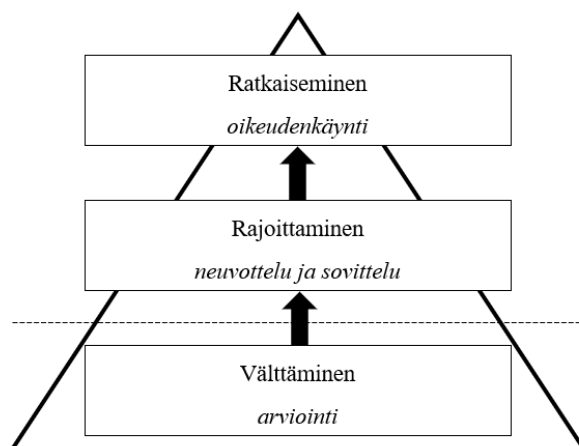 Ratkaiseminen
oikeudenkäynti
Rajoittaminen
neuvottelu ja sovittelu
Välttäminen
arviointi